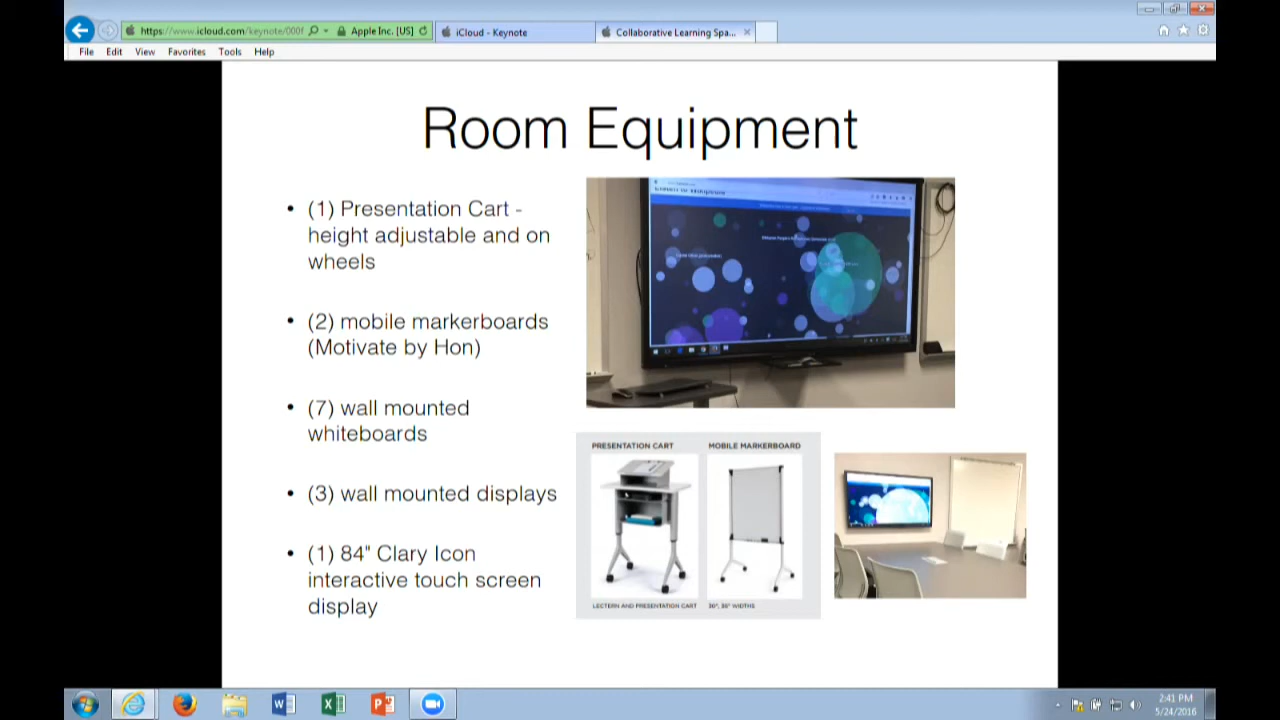 https://www.icloud.com/keynote/000f
Apple Inc. [US]
iCloud - Keynote
Collaborative Learning Spa...
File Edit View Favorites Tools Help
Room Equipment
• (1) Presentation Cart -
height adjustable and on
wheels
• (2) mobile markerboards
(Motivate by Hon)
• (7) wall mounted
whiteboards
• (3) wall mounted displays
• (1) 84" Clary Icon
interactive touch screen
display
PRESENTATION CART
MOBILE MARKERBOARD
LECTERN AND PRESENTATION CART
30", 36" WIDTHS
2:41 PM
5/24/2016